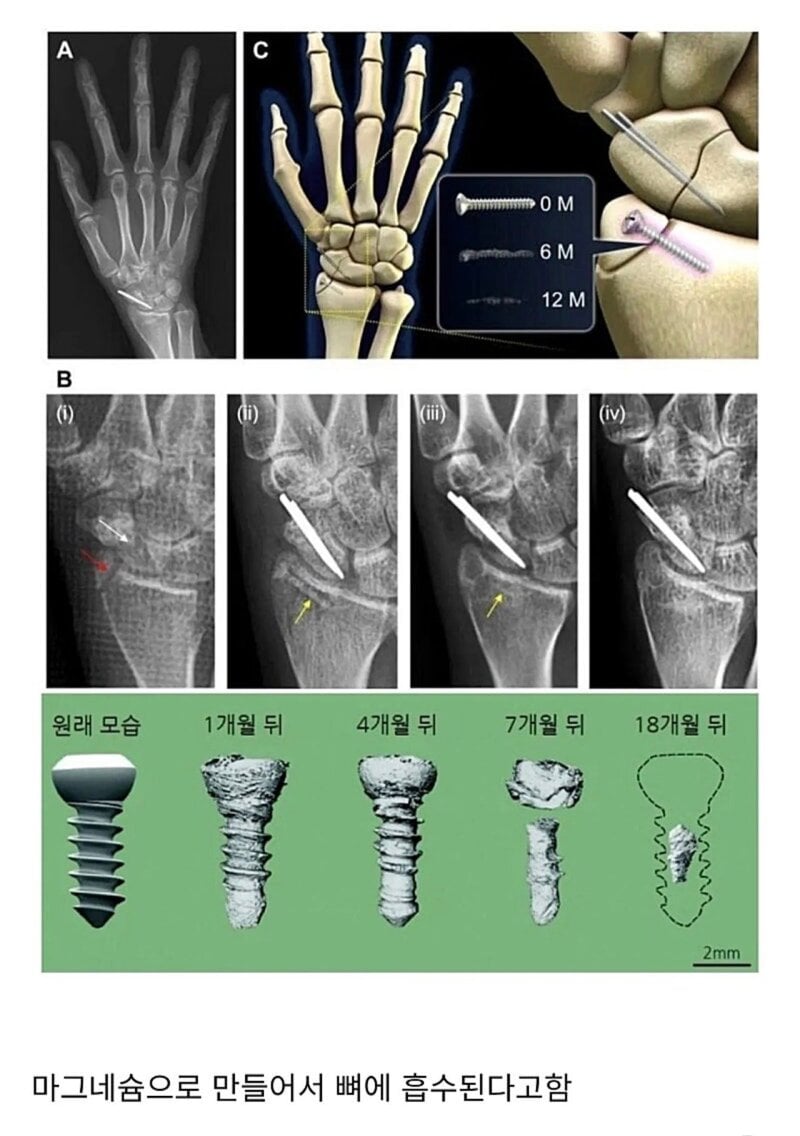 A
C
0 M
6 M
12 M
B
(i)
(ii)
(iii)
(iv)
원래 모습
1개월 뒤
4개월 뒤
7개월 뒤
18개월 뒤
2mm
마그네슘으로 만들어서 뼈에 흡수된다고함